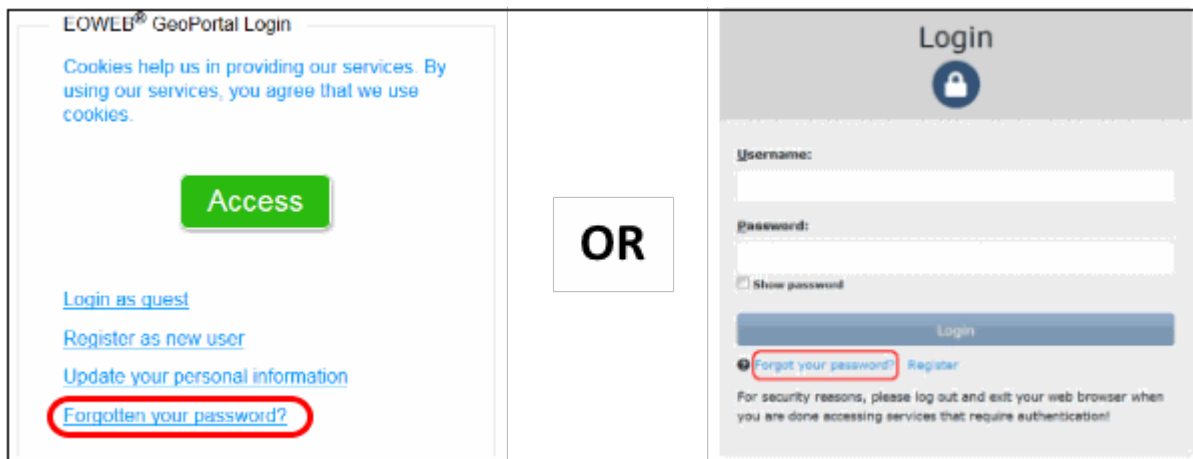 EOWEB® GeoPortal Login
Cookies help us in providing our services. By
using our services, you agree that we use
cookies.
Access
Login as guest
Register as new user
Update your personal information
Forgotten your password?
OR
Login
Username:
Password:
Show password
Login
Forgot your password? Register
For security reasons, please log out and exit your web browser when
you are done accessing services that require authentication!